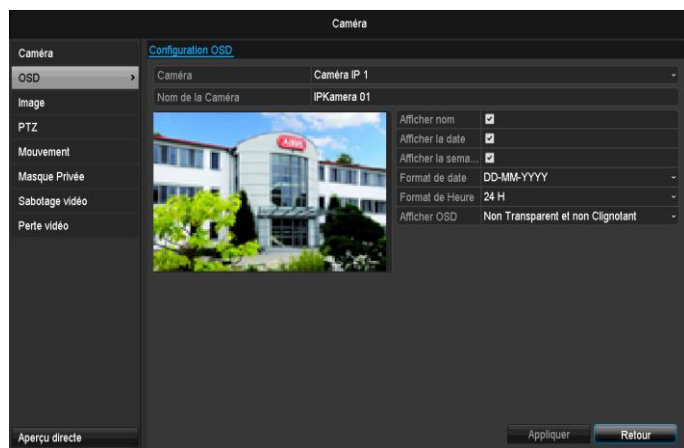 Caméra
Caméra
OSD
Image
PTZ
Mouvement
Masque Privée
Sabotage vidéo
Perte vidéo
Aperçu directe
Configuration OSD
Caméra Caméra IP 1
Nom de la Caméra IPKamera 01
ABUS
Afficher nom
Afficher la date
Afficher la sema...
Format de date DD-MM-YYYY
Format de Heure 24 H
Afficher OSD Non Transparent et non Clignotant
Appliquer Retour